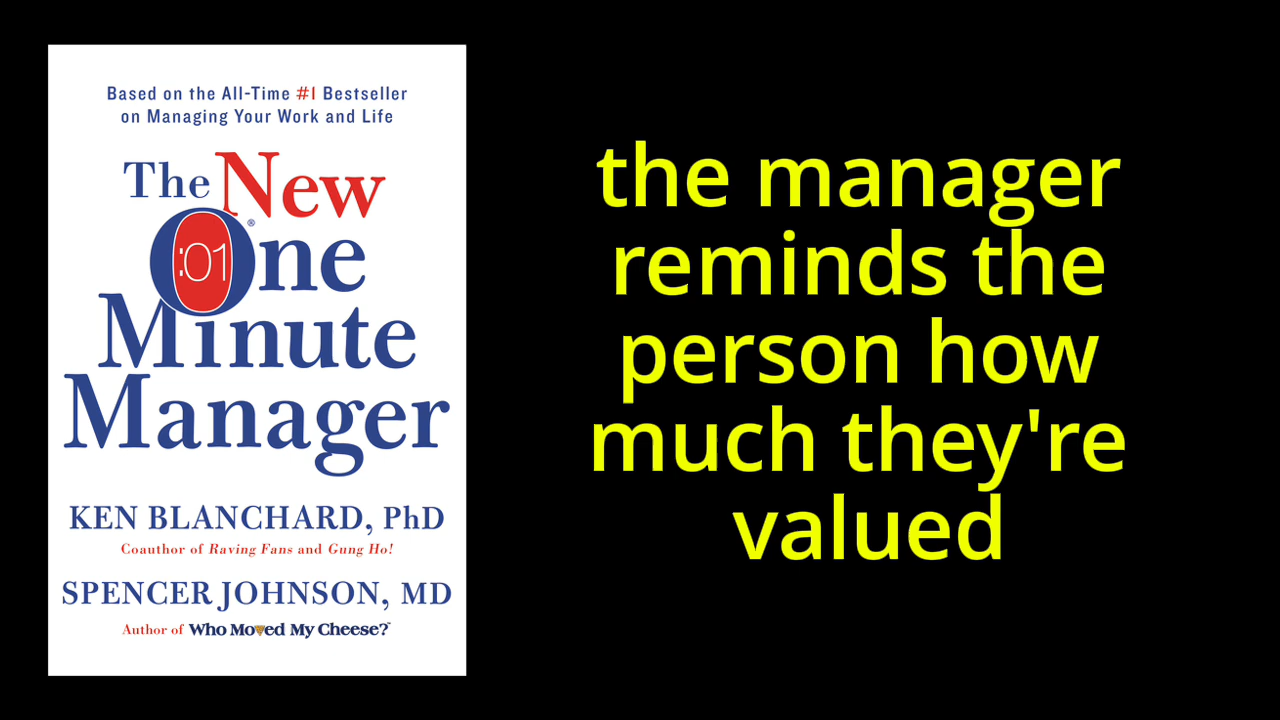 Based on the All-Time #1 Bestseller
on Managing Your Work and Life
The New
:01
®
One
Minute
Manager
KEN BLANCHARD, PhD
Coauthor of Raving Fans and Gung Ho!
SPENCER JOHNSON, MD
Author of Who Moved My Cheese?
the manager
reminds the
person how
much they're
valued